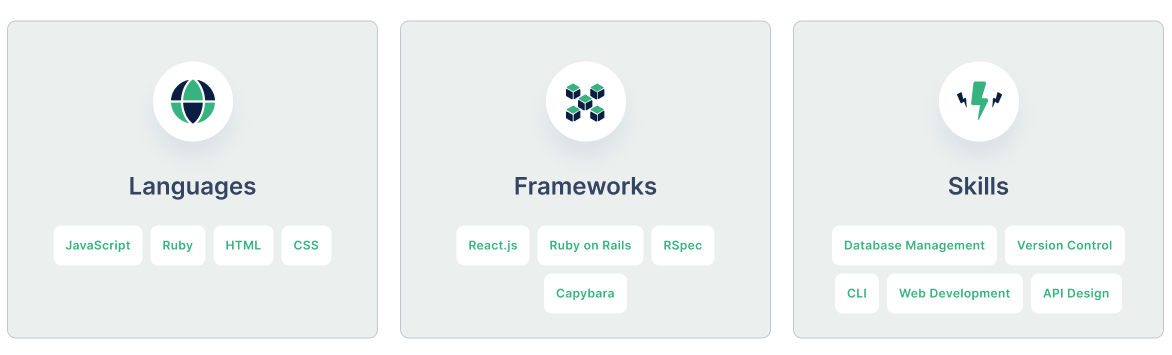 Languages
JavaScript Ruby HTML CSS
Frameworks
React.js Ruby on Rails RSpec
Capybara
Skills
Database Management Version Control
CLI Web Development API Design